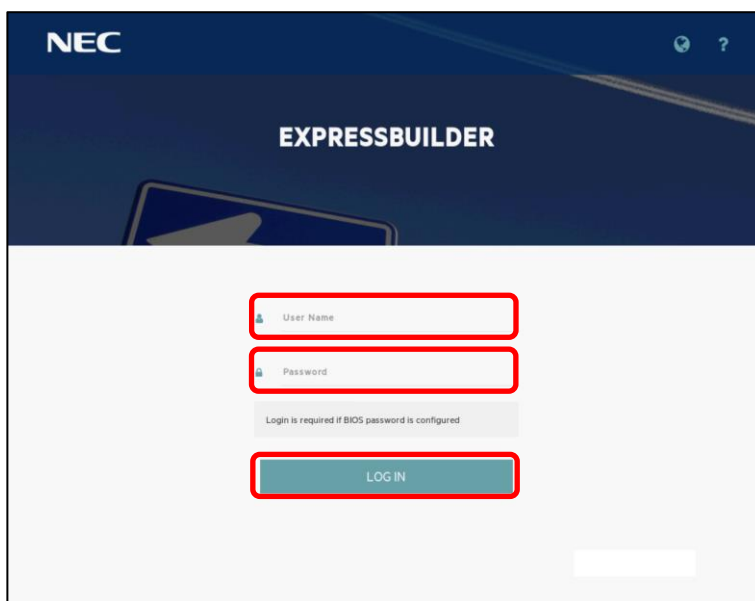 NEC
?
EXPRESSBUILDER
User Name
Password
Login is required if BIOS password is configured
LOG IN